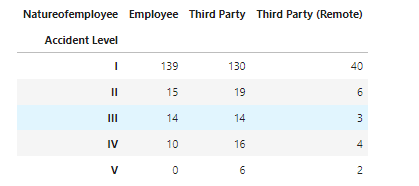 Natureofemployee Employee Third Party Third Party (Remote)
Accident Level
I 139 130 40
II 15 19 6
III 14 14 3
IV 10 16 4
V 0 6 2